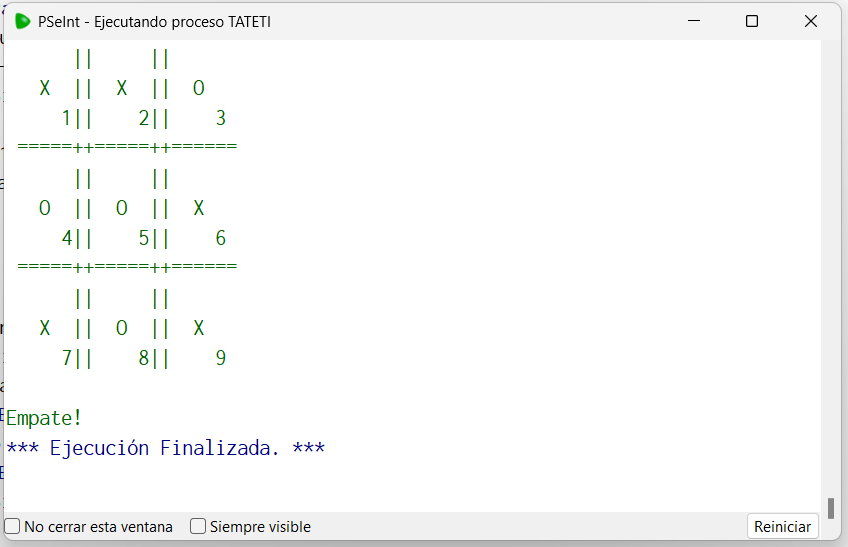 PSeInt - Ejecutando proceso TATETI
||     ||
X  ||  X  ||  O
1||    2||    3
=====++=====++======
||     ||
O  ||  O  ||  X
4||    5||    6
=====++=====++======
||     ||
X  ||  O  ||  X
7||    8||    9
Empate!
*** Ejecución Finalizada. ***
No cerrar esta ventana
Siempre visible
Reiniciar